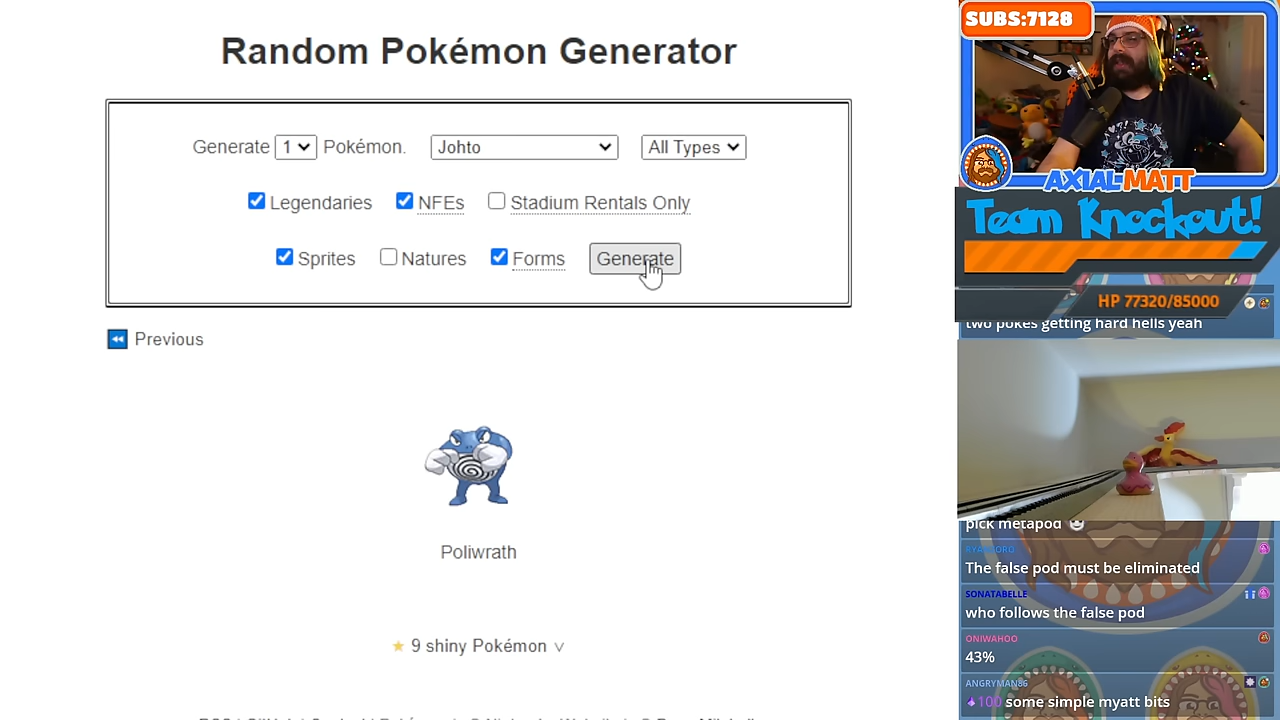 Random Pokémon Generator
Generate 1 Pokémon. Johto All Types
Legendaries NFEs Stadium Rentals Only
Sprites Natures Forms Generate
Previous
Poliwrath
9 shiny Pokémon
SUBS:7128
AXIAL-MATT
Team Knockout!
HP 77320/85000
two pokes getting hard hells yeah
pick metapod
The false pod must be eliminated
SONATABELLE
who follows the false pod
ONIWAHOO
43%
ANGRYMAN86
100 some simple myatt bits